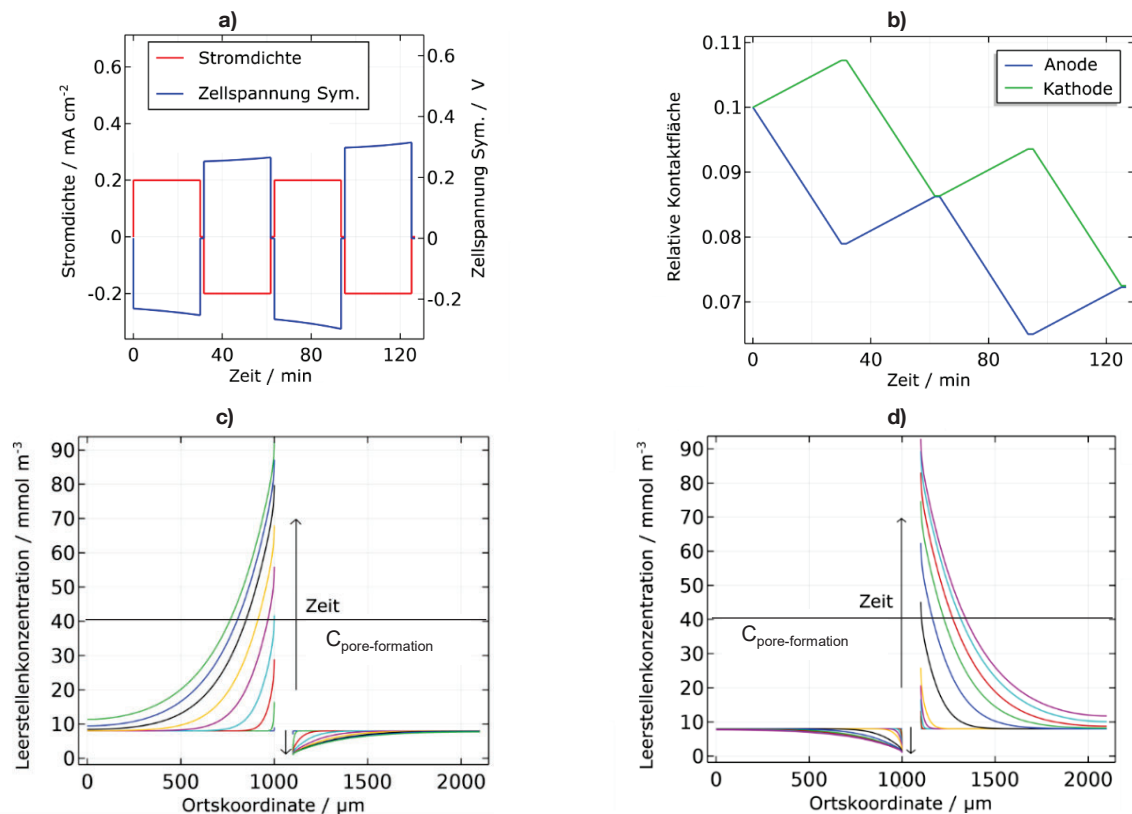 a)
Stromdichte / mA cm-2
0.6
0.4
0.2
0
-0.2
Stromdichte
Zellspannung Sym.
0.6
0.4
0.2
0
-0.2
Zellspannung Sym. / V
0
40
80
120
Zeit / min
b)
Relative Kontaktfläche
0.11
0.1
0.09
0.08
0.07
Anode
Kathode
0
40
80
120
Zeit / min
c)
Leerstellenkonzentration / mmol m-3
90
80
70
60
50
40
30
20
10
0
Zeit
Cpore-formation
0
500
1000
1500
2000
Ortskoordinate / µm
d)
Leerstellenkonzentration / mmol m-3
90
80
70
60
50
40
30
20
10
0
Zeit
Cpore-formation
0
500
1000
1500
2000
Ortskoordinate / µm